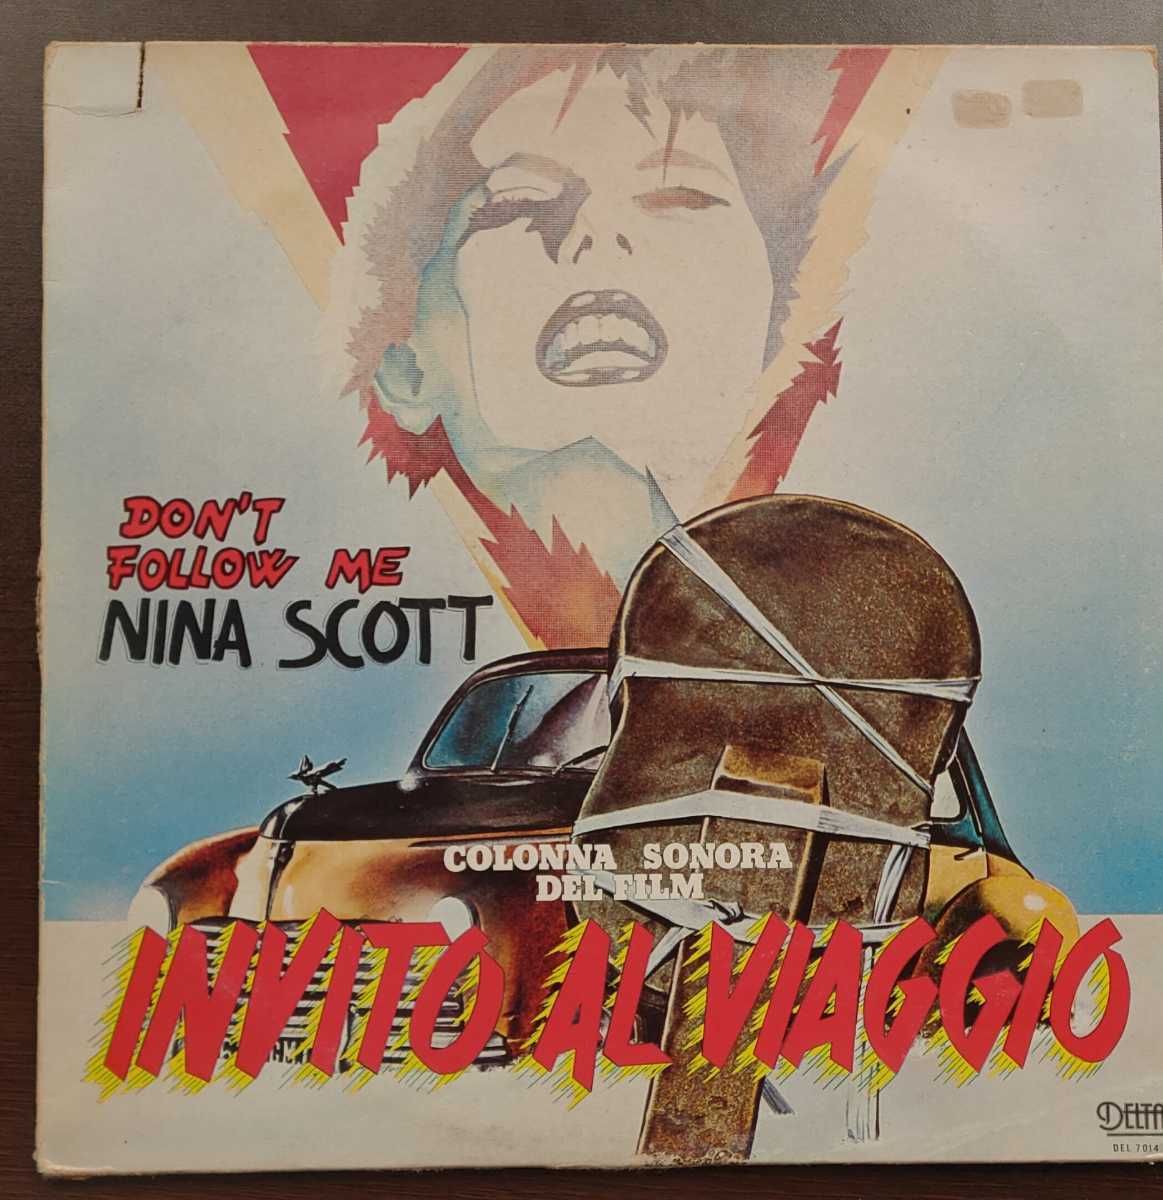 DON'T
FOLLOW ME
NINA SCOTT
COLONNA SONORA
DEL FILM
INVITO AL VIAGGIO
DELTA
DEL 7014